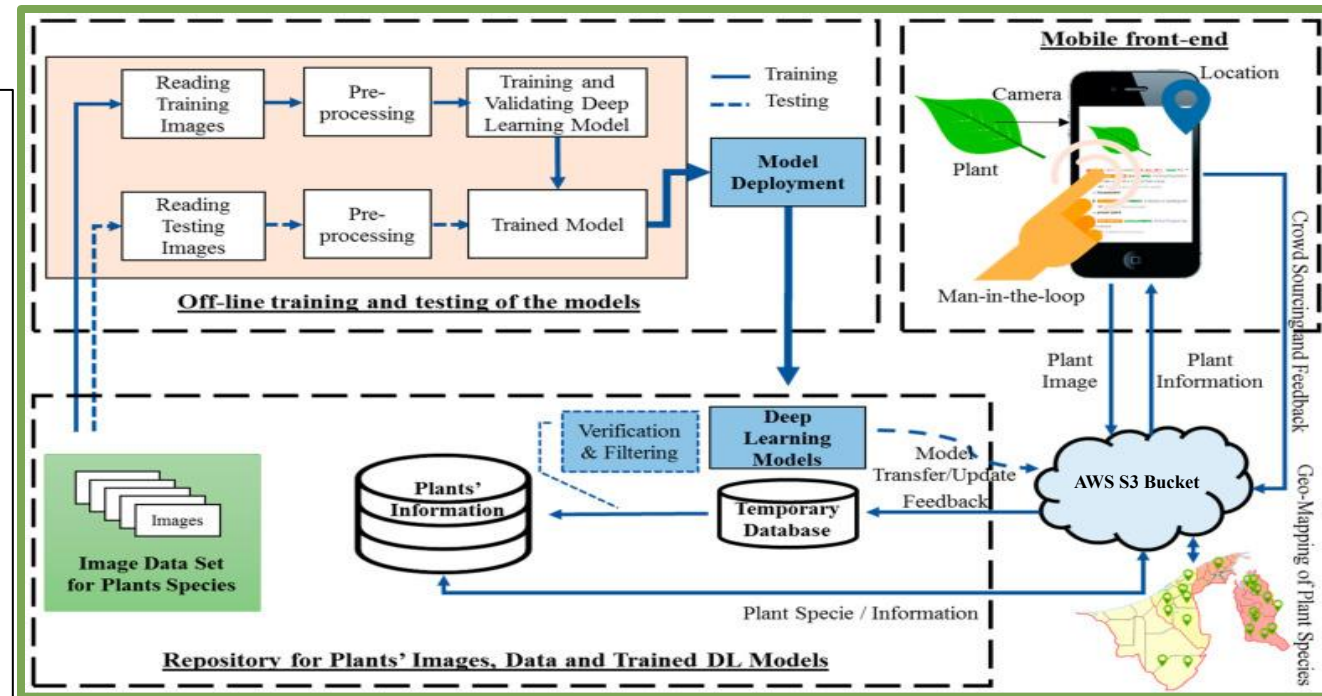 Reading
Training
Images
Pre-
processing
Training and
Validating Deep
Learning Model
Training
Testing
Reading
Testing
Images
Pre-
processing
Trained Model
Model
Deployment
Off-line training and testing of the models
Mobile front-end
Location
Camera
Plant
Man-in-the-loop
Plant
Image
Plant
Information
Crowd Sourcing and Feedback
Geo-Mapping of Plant Species
Images
Image Data Set
for Plants Species
Plants’
Information
Verification
& Filtering
Deep
Learning
Models
Temporary
Database
Model
Transfer/Update
Feedback
AWS S3 Bucket
Plant Specie / Information
Repository for Plants’ Images, Data and Trained DL Models